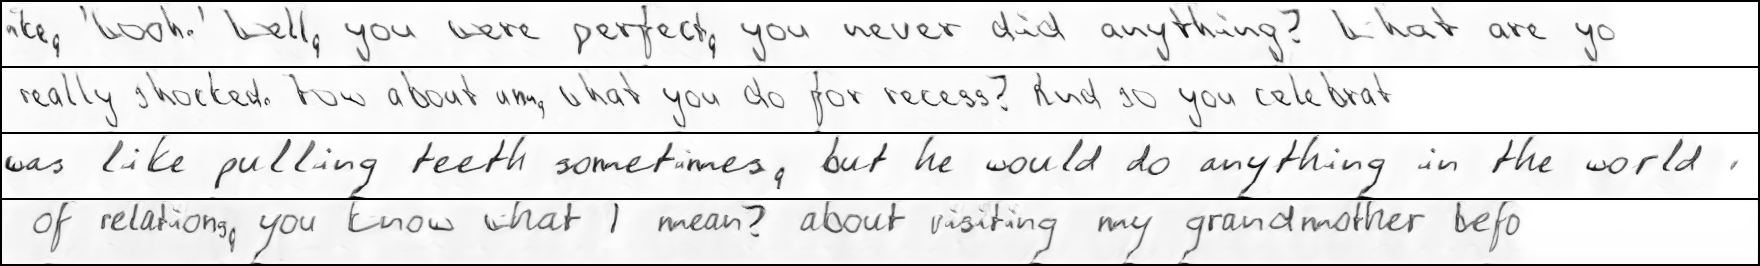 ike, 'Wooh.' Well, you were perfect, you never did anything? What are yo
really shocked. How about um, what you do for recess? And so you celebrat
was like pulling teeth sometimes, but he would do anything in the world
of relations, you know what I mean? about visiting my grandmother befo